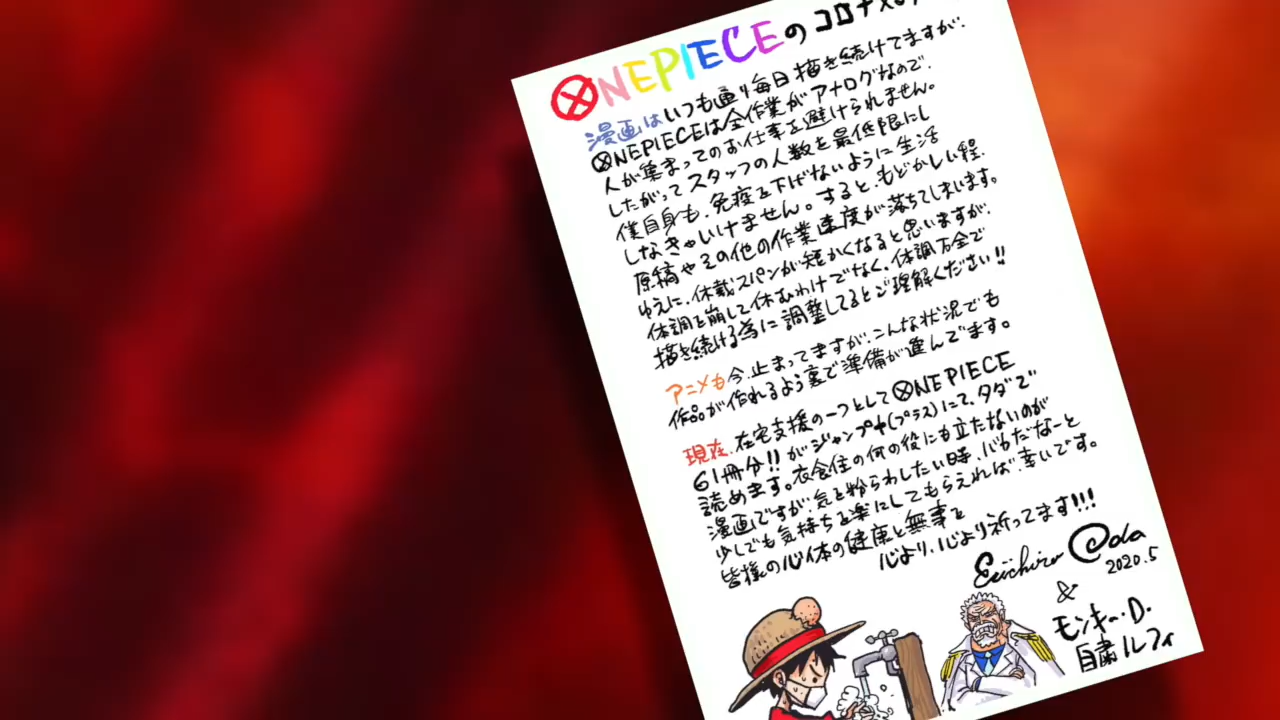 ONE PIECEの コロナ
漫画はいつも通り毎日描き続けてますが、
ONEPIECEは全作業がアナログなので、
人が集まってのお仕事を避けられません。
したがってスタッフの人数を最低限にし
僕自身も、免疫を下げないように生活
しなきゃいけません。すると、もどかしい程、
原稿やその他の作業速度が落ちてしまいます。
ゆえに、休載スパンが短かくなると思いますが、
体調を崩して休むわけでなく、体調万全で
描き続ける為に調整してるとご理解ください!!
アニメも今、止まってますが、こんな状況でも
作品が作れるよう裏で準備が進んでます。
現在、在宅支援の一つとしてONEPIECE
61冊分!!がジャンプ+(プラス)にて、タダで
読めます。衣食住の何の役にも立たないのが
漫画ですが、気を紛らわしたい時、バカだなーと
少しでも気持ちを楽にしてもらえれば、幸いです。
皆様の心体の健康と無事を
心より、心より祈ってます!!!
Eiichiro Oda
2020.5
&
モンキー・D・
自粛ルフィ